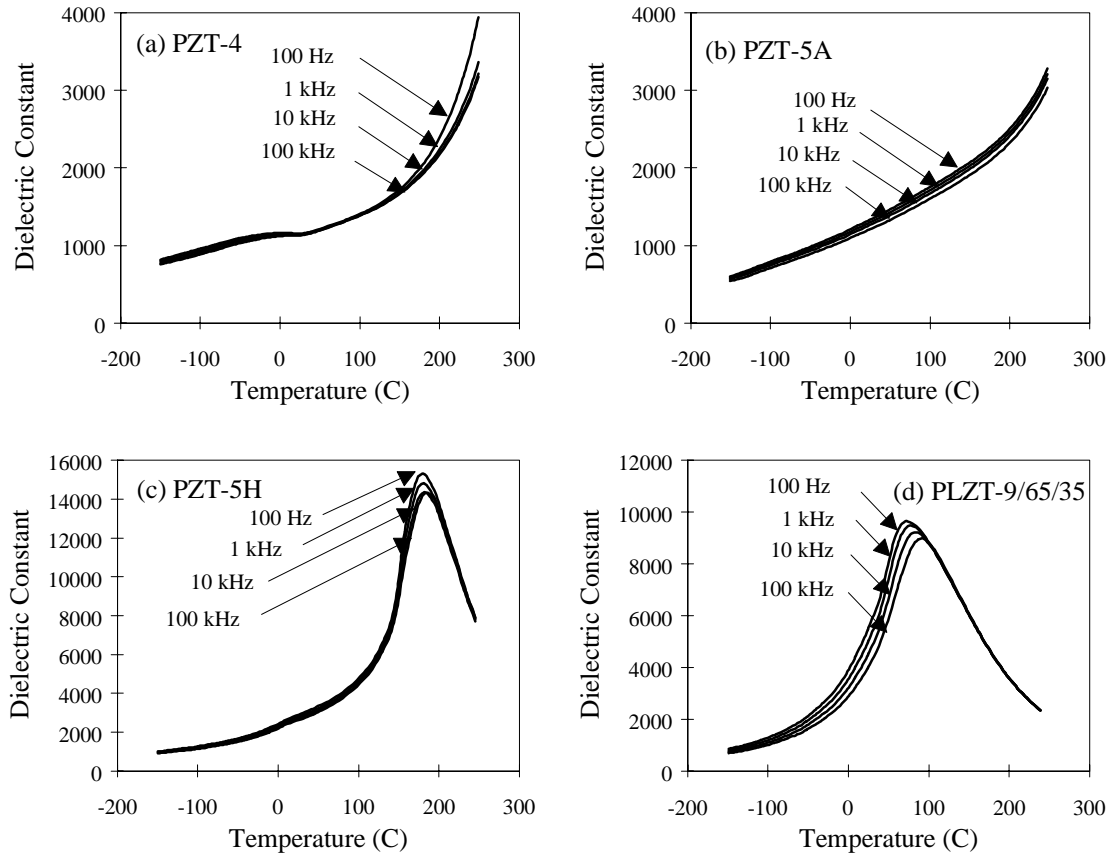 (a) PZT-4
Dielectric Constant
4000
3000
2000
1000
0
100 Hz
1 kHz
10 kHz
100 kHz
-200 -100 0 100 200 300
Temperature (C)
(b) PZT-5A
Dielectric Constant
4000
3000
2000
1000
0
100 Hz
1 kHz
10 kHz
100 kHz
-200 -100 0 100 200 300
Temperature (C)
(c) PZT-5H
Dielectric Constant
16000
14000
12000
10000
8000
6000
4000
2000
0
100 Hz
1 kHz
10 kHz
100 kHz
-200 -100 0 100 200 300
Temperature (C)
(d) PLZT-9/65/35
Dielectric Constant
12000
10000
8000
6000
4000
2000
0
100 Hz
1 kHz
10 kHz
100 kHz
-200 -100 0 100 200 300
Temperature (C)